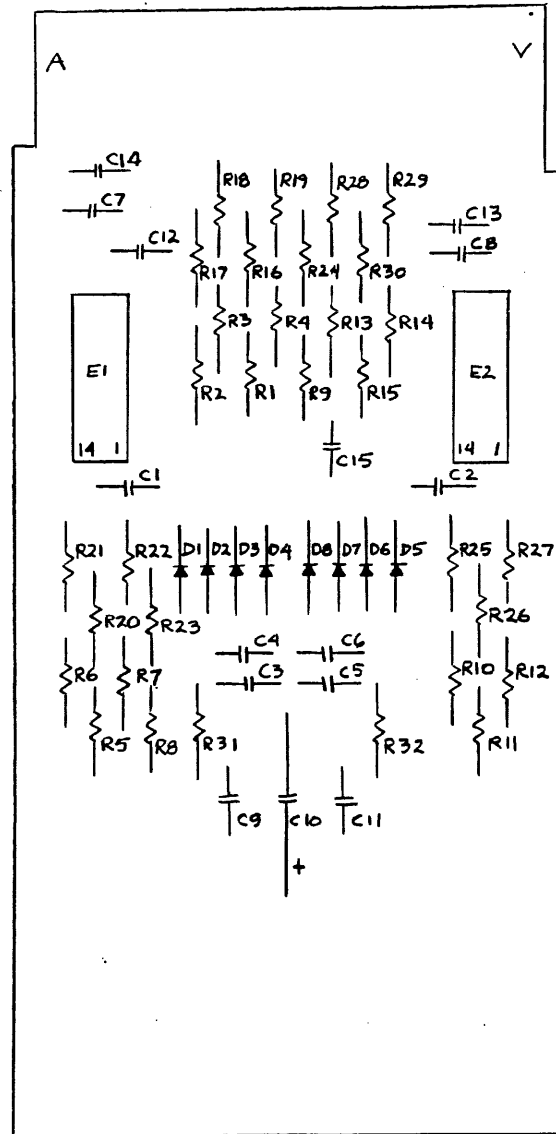 A V
C14
R18 R19 R28 R29
C7 C13
C12 C8
R17 R16 R24 R30
R3 R4 R13 R14
E1 E2
R2 R1 R9 R15
14 1 14 1
C15
C1 C2
R21 R22 D1 D2 D3 D4 D8 D7 D6 D5 R25 R27
R20 R23 R26
C4 C6
R6 R7 C3 C5 R10 R12
R5 R8 R31 R32 R11
C9 C10 C11
+